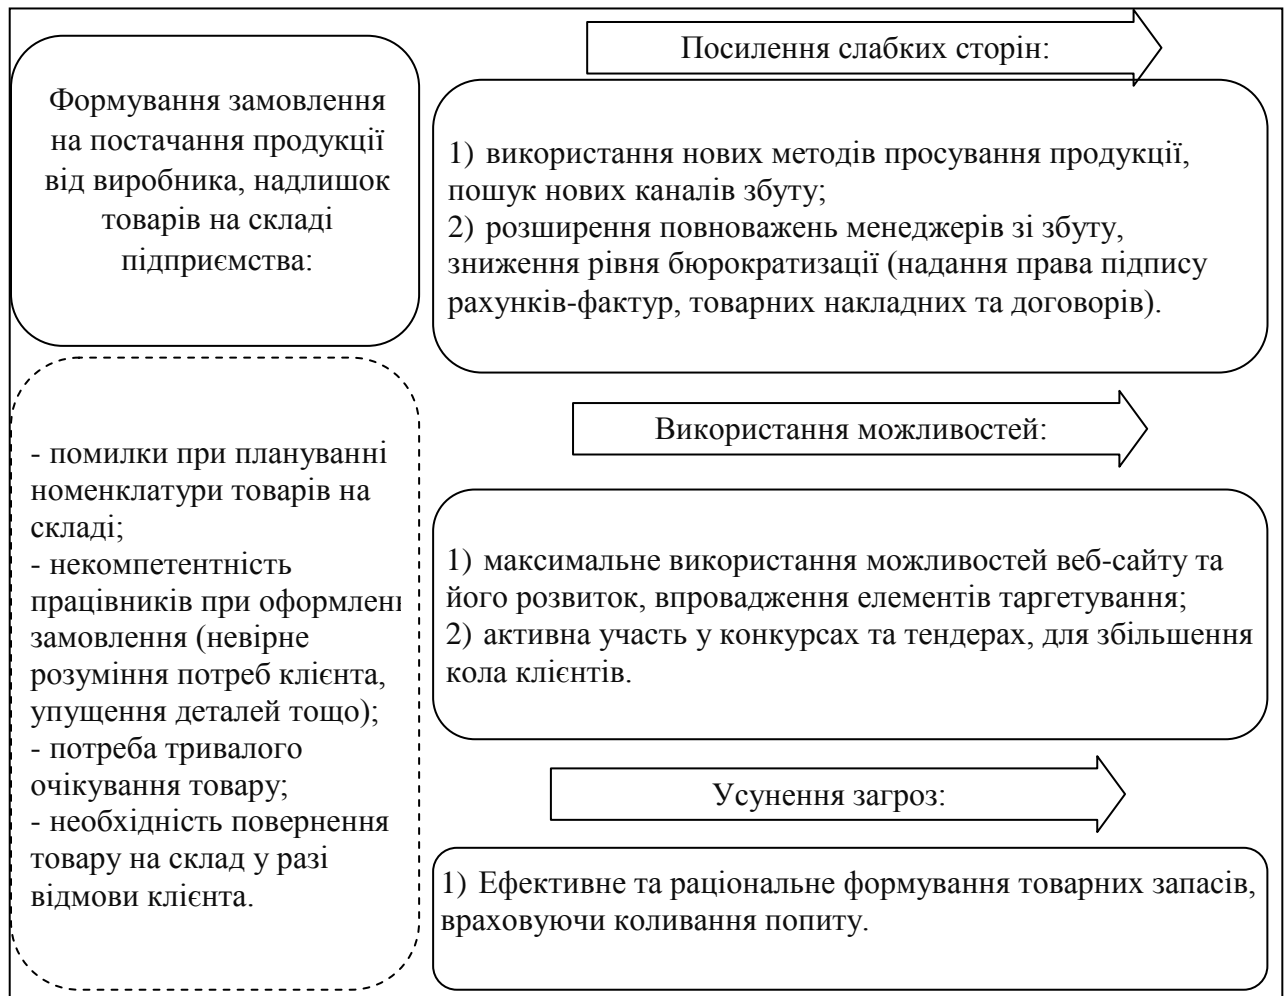 Формування замовлення
на постачання продукції
від виробника, надлишок
товарів на складі
підприємства:
- помилки при плануванні
номенклатури товарів на
складі;
- некомпетентність
працівників при оформлен
замовлення (невірне
розуміння потреб клієнта,
упущення деталей тощо);
- потреба тривалого
очікування товару;
- необхідність повернення
товару на склад у разі
відмови клієнта.
Посилення слабких сторін:
1) використання нових методів просування продукції,
пошук нових каналів збуту;
2) розширення повноважень менеджерів зі збуту,
зниження рівня бюрократизації (надання права підпису
рахунків-фактур, товарних накладних та договорів).
Використання можливостей:
1) максимальне використання можливостей веб-сайту та
його розвиток, впровадження елементів таргетування;
2) активна участь у конкурсах та тендерах, для збільшення
кола клієнтів.
Усунення загроз:
1) Ефективне та раціональне формування товарних запасів,
враховуючи коливання попиту.